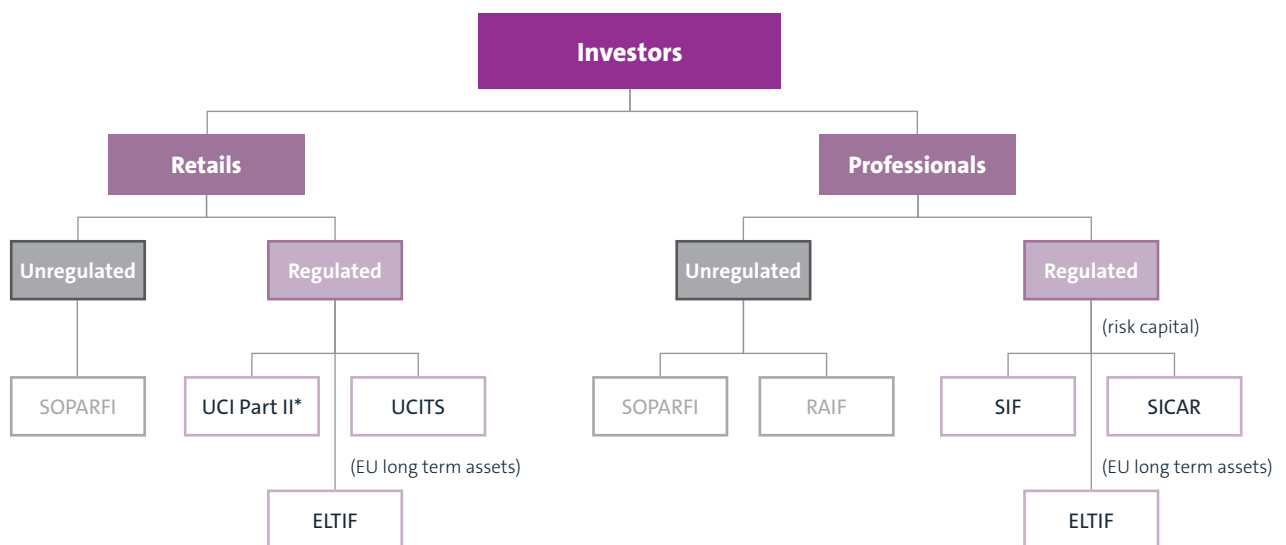 Investors
Retails
Professionals
Unregulated
Regulated
Unregulated
Regulated
(risk capital)
SOPARFI
UCI Part II*
UCITS
SOPARFI
RAIF
SIF
SICAR
(EU long term assets)
(EU long term assets)
ELTIF
ELTIF